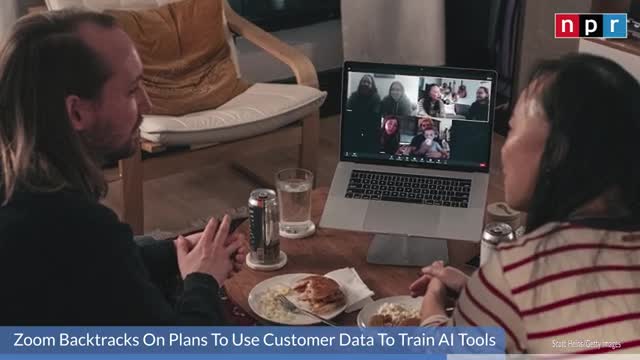 npr
Zoom Backtracks On Plans To Use Customer Data To Train AI Tools
Scott Heins/Getty Images